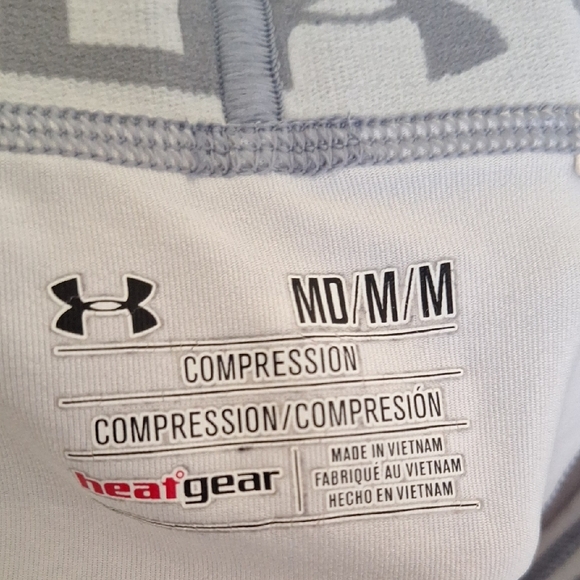 MD/M/M
COMPRESSION
COMPRESSION/COMPRESIÓN
heatgear
MADE IN VIETNAM
FABRIQUÉ AU VIETNAM
HECHO EN VIETNAM